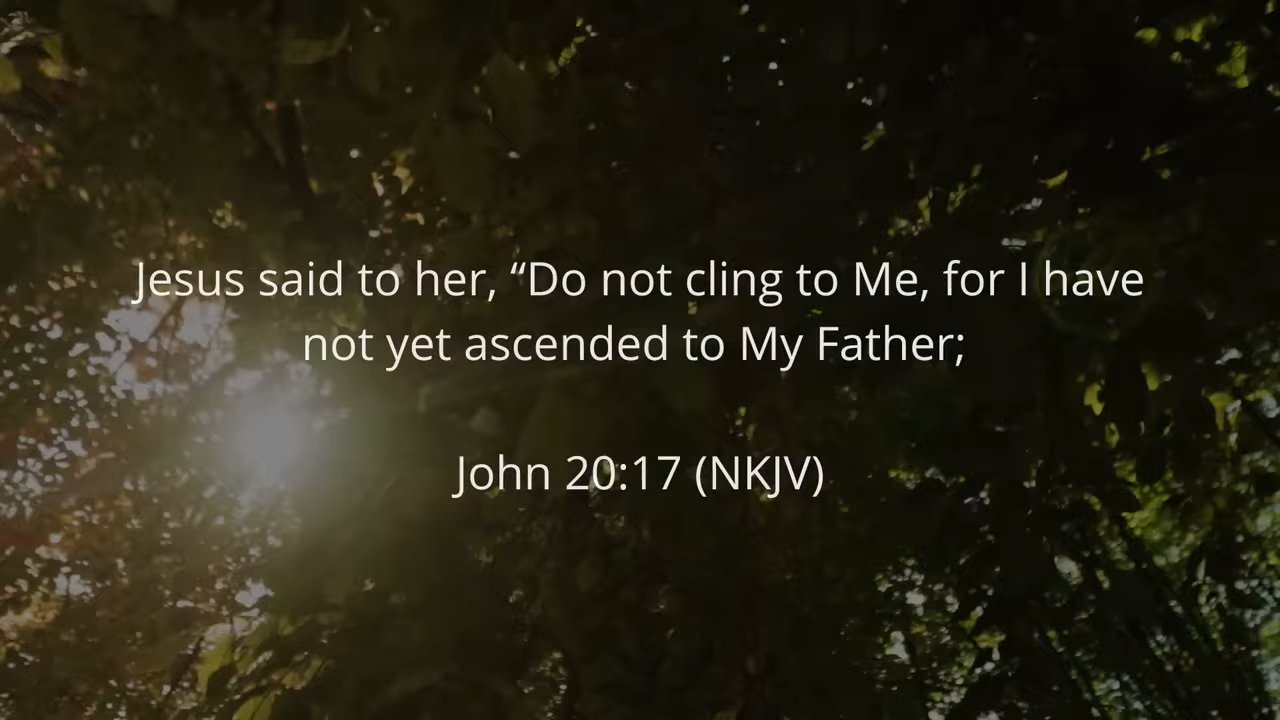 Jesus said to her, “Do not cling to Me, for I have
not yet ascended to My Father;
John 20:17 (NKJV)